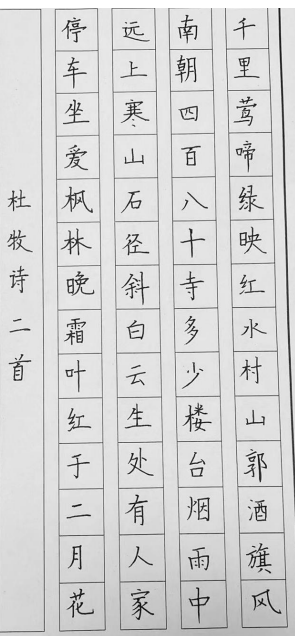 千里莺啼绿映红水村山郭酒旗风
南朝四百八十寺多少楼台烟雨中
远上寒山石径斜白云生处有人家
停车坐爱枫林晚霜叶红于二月花
杜牧诗二首